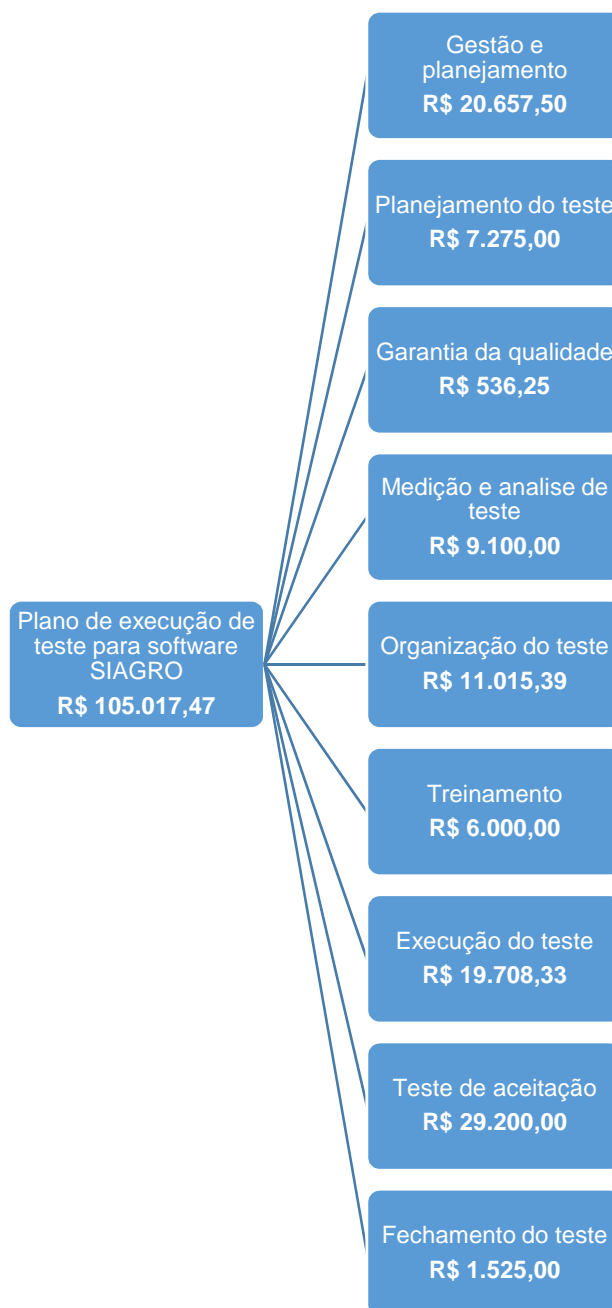 Gestão e
planejamento
R$ 20.657,50
Planejamento do teste
R$ 7.275,00
Garantia da qualidade
R$ 536,25
Medição e analise de
teste
R$ 9.100,00
Plano de execução de
teste para software
SIAGRO
R$ 105.017,47
Organização do teste
R$ 11.015,39
Treinamento
R$ 6.000,00
Execução do teste
R$ 19.708,33
Teste de aceitação
R$ 29.200,00
Fechamento do teste
R$ 1.525,00